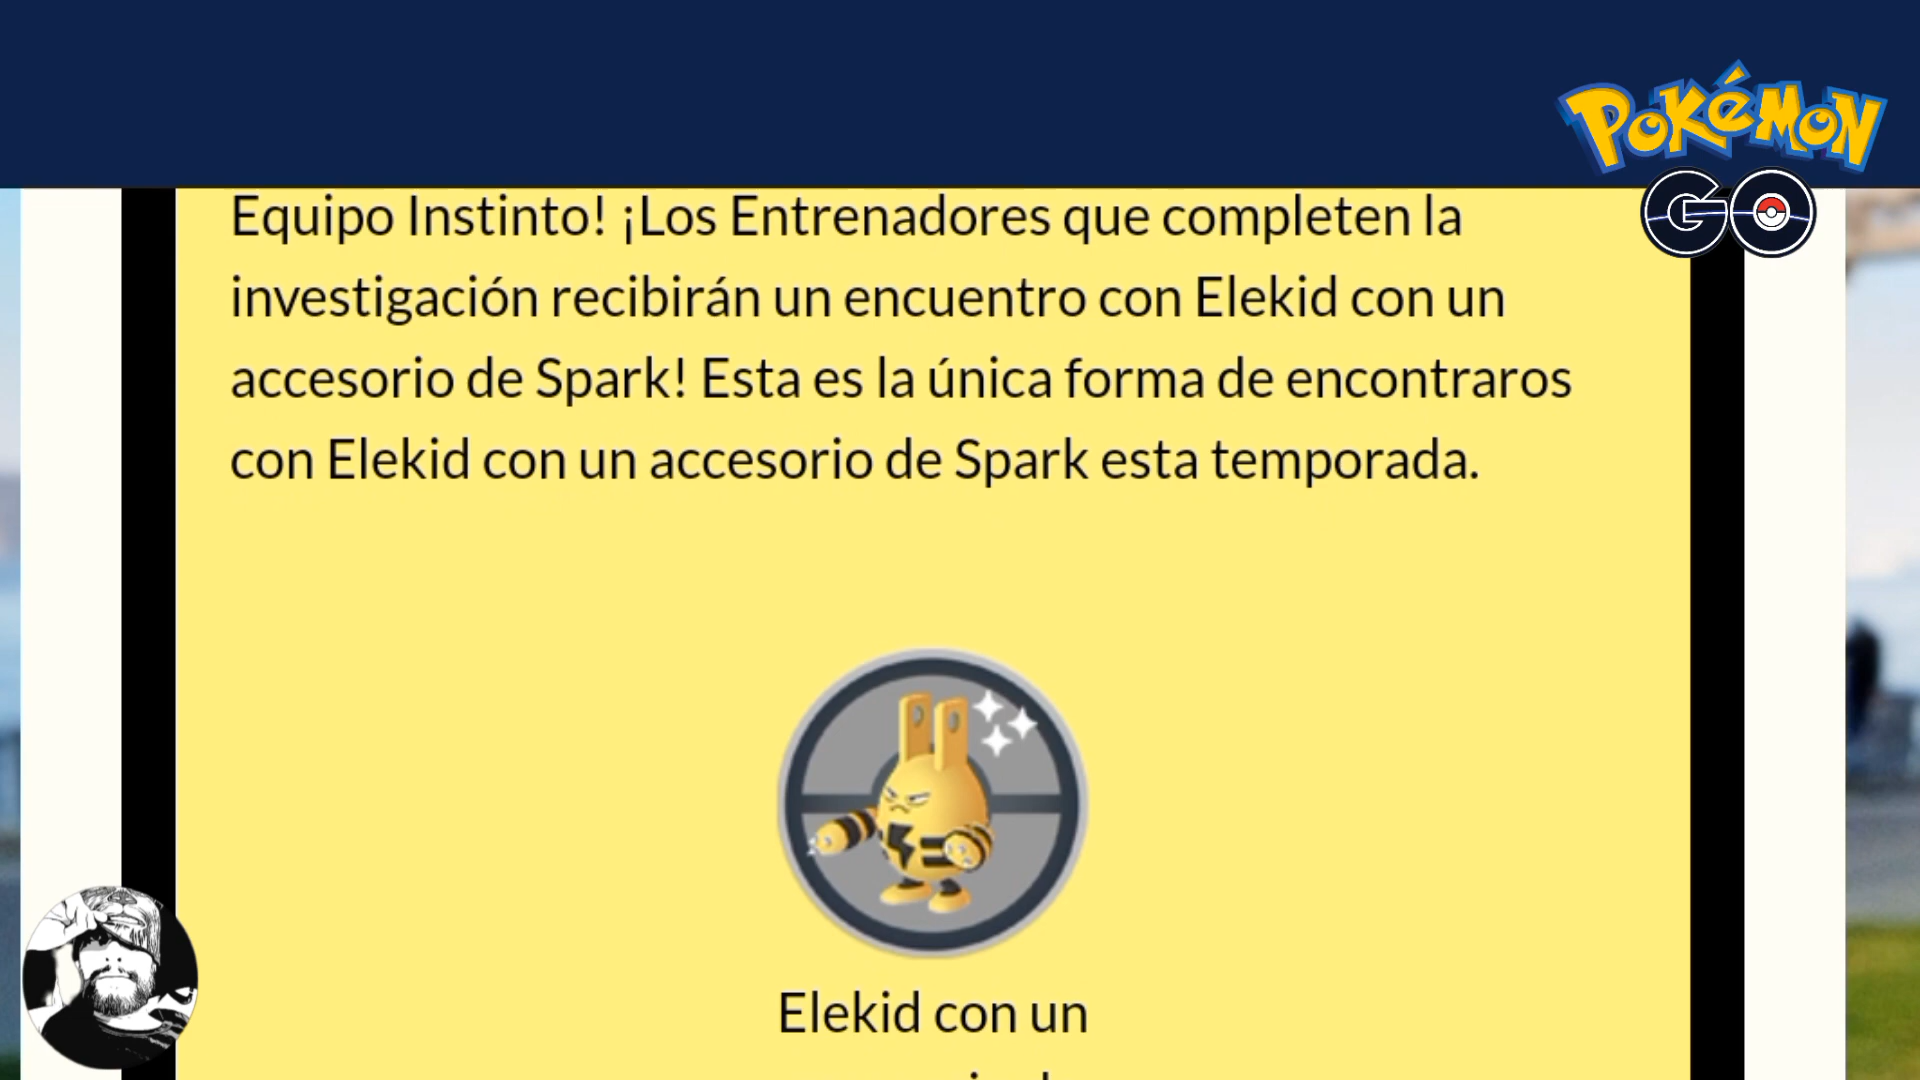 POKÉMON
GO
Equipo Instinto! ¡Los Entrenadores que completen la
investigación recibirán un encuentro con Elekid con un
accesorio de Spark! Esta es la única forma de encontraros
con Elekid con un accesorio de Spark esta temporada.
Elekid con un